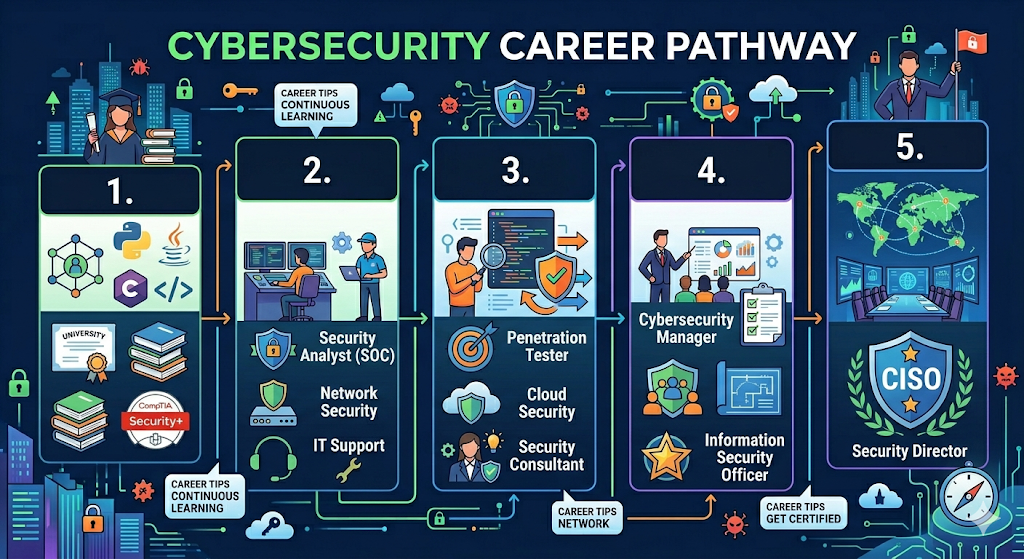 CYBERSECURITY CAREER PATHWAY
CAREER TIPS
CONTINUOUS
LEARNING
1.
UNIVERSITY
CompTIA
Security+
C
</>
CAREER TIPS
CONTINUOUS
LEARNING
2.
Security
Analyst (SOC)
Network
Security
IT Support
3.
Penetration
Tester
Cloud
Security
Security
Consultant
CAREER TIPS
NETWORK
4.
Cybersecurity
Manager
Information
Security
Officer
CAREER TIPS
GET CERTIFIED
5.
CISO
Security Director